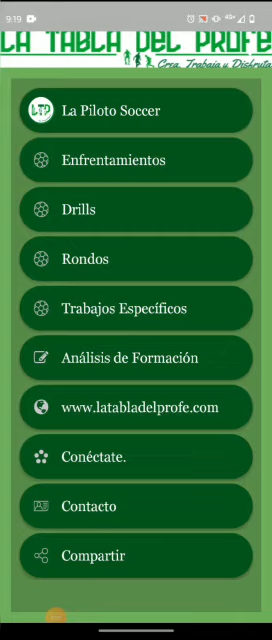 9:19
4G+
LA TABLA DEL PROFE
Crea, Trabaja y Disfruta
LTP La Piloto Soccer
Enfrentamientos
Drills
Rondos
Trabajos Específicos
Análisis de Formación
www.latabladelprofe.com
Conéctate.
Contacto
Compartir